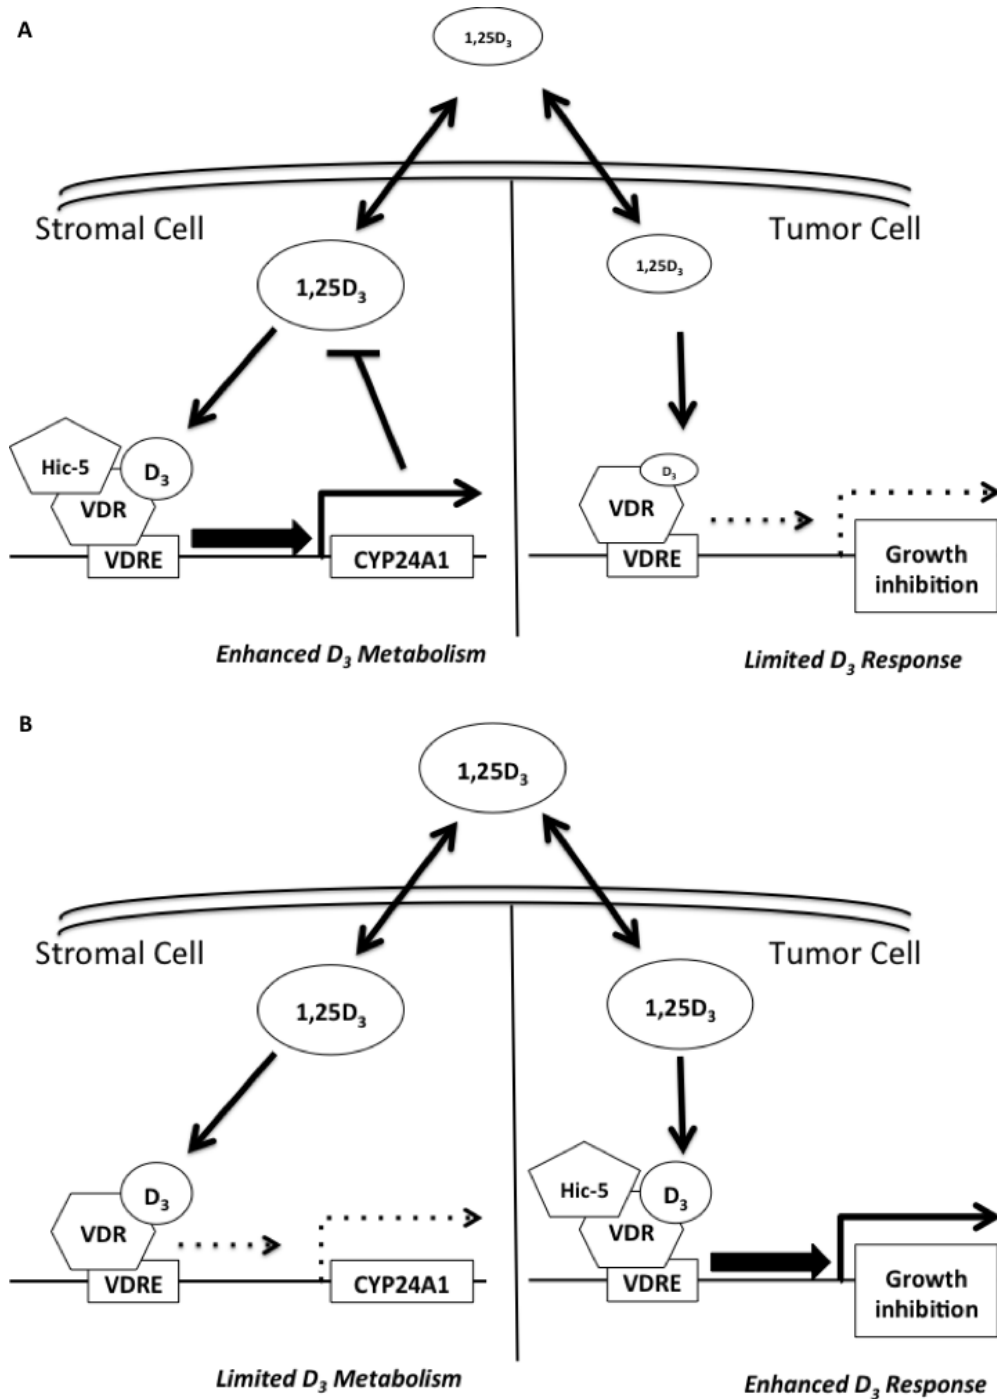 A
1,25D3
Stromal Cell
Tumor Cell
1,25D3
1,25D3
Hic-5
D3
VDR
VDRE
CYP24A1
D3
VDR
VDRE
Growth
inhibition
Enhanced D3 Metabolism
Limited D3 Response
B
1,25D3
Stromal Cell
Tumor Cell
1,25D3
1,25D3
D3
VDR
VDRE
CYP24A1
Hic-5
D3
VDR
VDRE
Growth
inhibition
Limited D3 Metabolism
Enhanced D3 Response